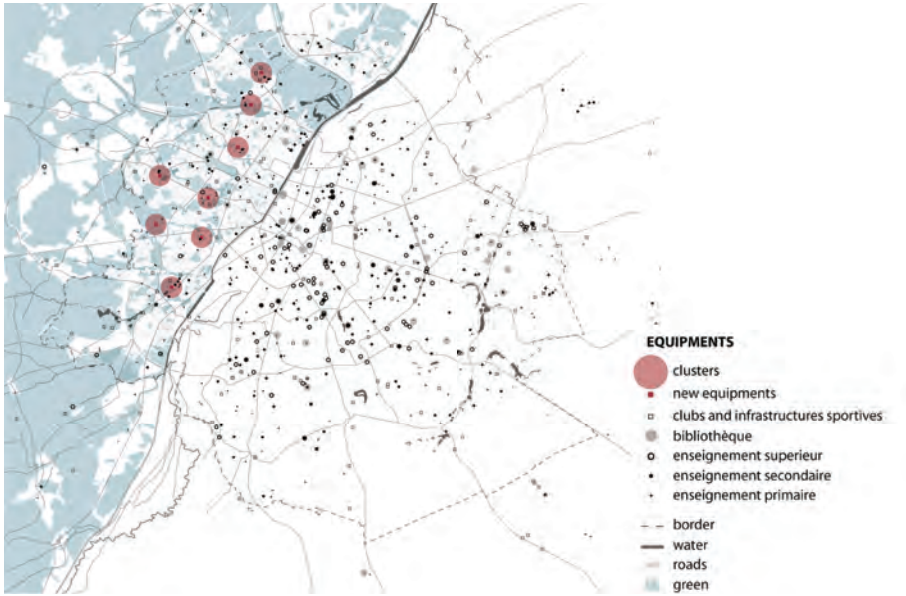 EQUIPMENTS
clusters
new equipments
clubs and infrastructures sportives
bibliothèque
enseignement superieur
enseignement secondaire
enseignement primaire
border
water
roads
green